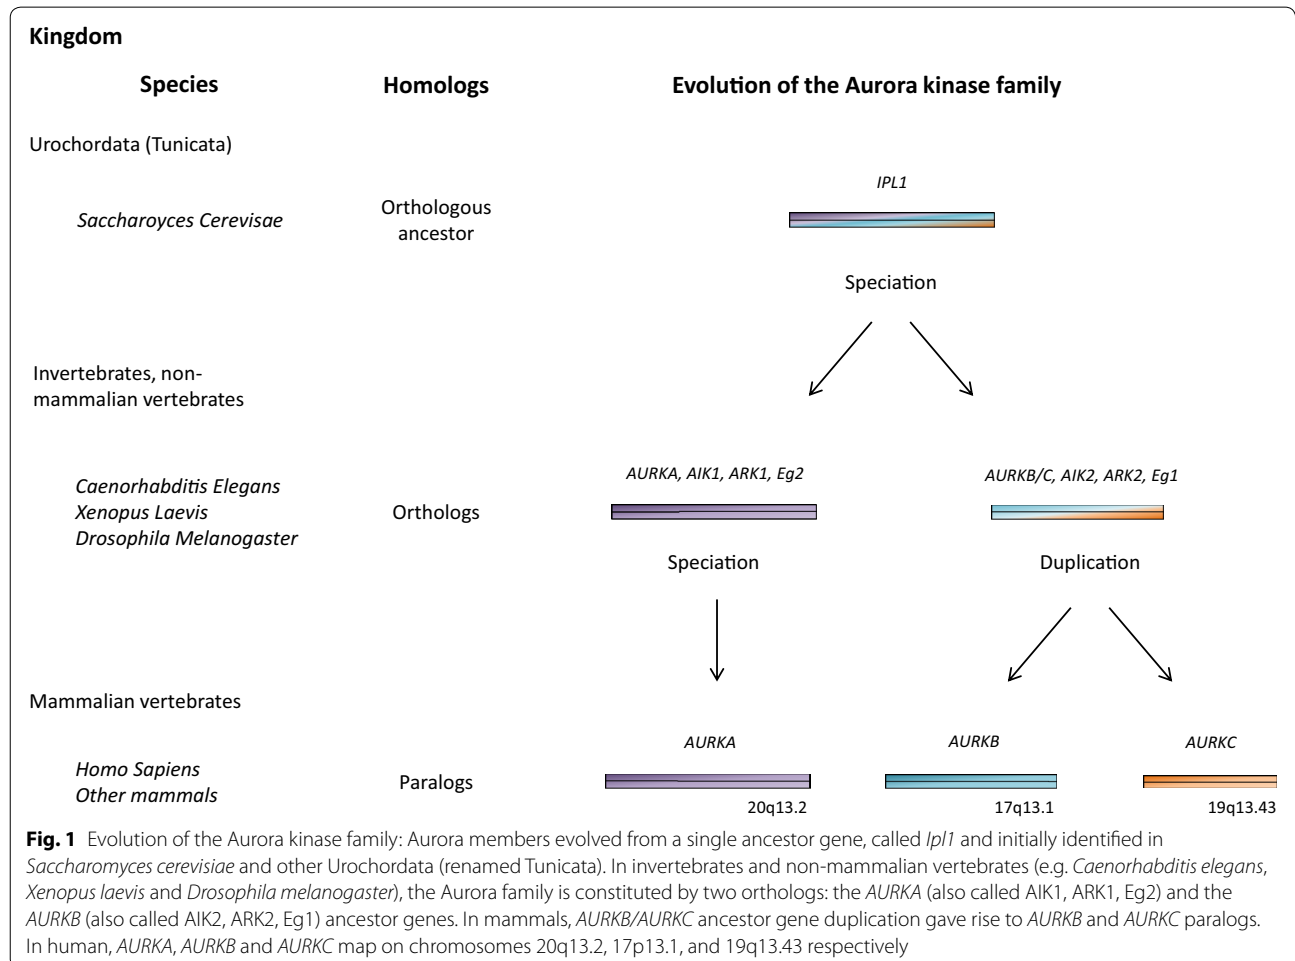 Kingdom
Species Homologs Evolution of the Aurora kinase family
Urochordata (Tunicata)
IPL1
Saccharoyces Cerevisae
Orthologous
ancestor
Speciation
Invertebrates, non-
mammalian vertebrates
AURKA, AIK1, ARK1, Eg2
AURKB/C, AIK2, ARK2, Eg1
Caenorhabditis Elegans
Xenopus Laevis
Drosophila Melanogaster
Orthologs
Speciation
Duplication
Mammalian vertebrates
AURKA
AURKB
AURKC
Homo Sapiens
Other mammals
Paralogs
20q13.2
17q13.1
19q13.43
Fig. 1 Evolution of the Aurora kinase family: Aurora members evolved from a single ancestor gene, called Ipl1 and initially identified in
Saccharomyces cerevisiae and other Urochordata (renamed Tunicata). In invertebrates and non-mammalian vertebrates (e.g. Caenorhabditis elegans,
Xenopus laevis and Drosophila melanogaster), the Aurora family is constituted by two orthologs: the AURKA (also called AIK1, ARK1, Eg2) and the
AURKB (also called AIK2, ARK2, Eg1) ancestor genes. In mammals, AURKB/AURKC ancestor gene duplication gave rise to AURKB and AURKC paralogs.
In human, AURKA, AURKB and AURKC map on chromosomes 20q13.2, 17p13.1, and 19q13.43 respectively